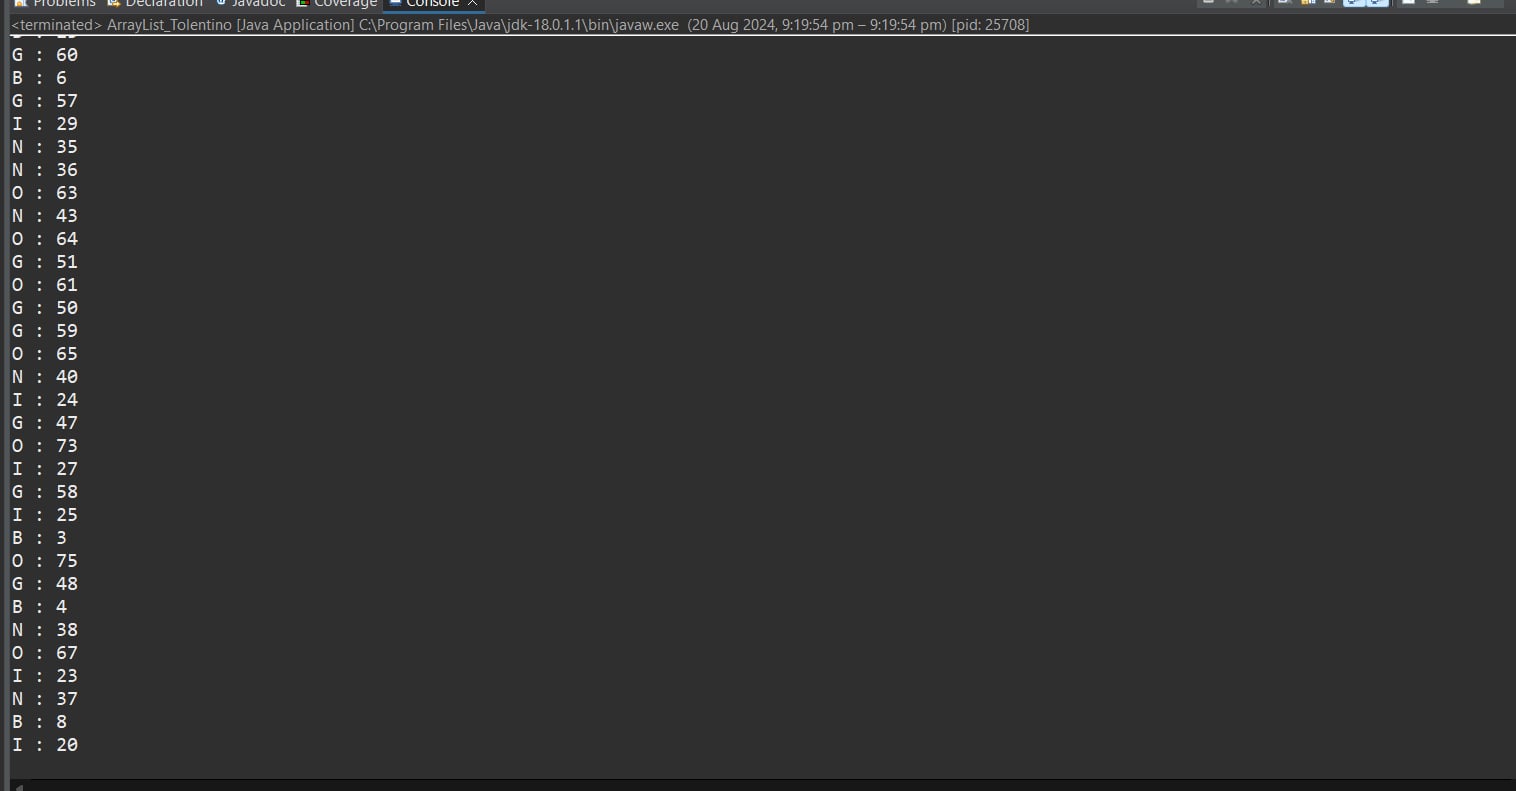 Problems Declaration Javadoc Coverage Console
<terminated> ArrayList_Tolentino [Java Application] C:\Program Files\Java\jdk-18.0.1.1\bin\javaw.exe (20 Aug 2024, 9:19:54 pm – 9:19:54 pm) [pid: 25708]
G : 60
B : 6
G : 57
I : 29
N : 35
N : 36
O : 63
N : 43
O : 64
G : 51
O : 61
G : 50
G : 59
O : 65
N : 40
I : 24
G : 47
O : 73
I : 27
G : 58
I : 25
B : 3
O : 75
G : 48
B : 4
N : 38
O : 67
I : 23
N : 37
B : 8
I : 20